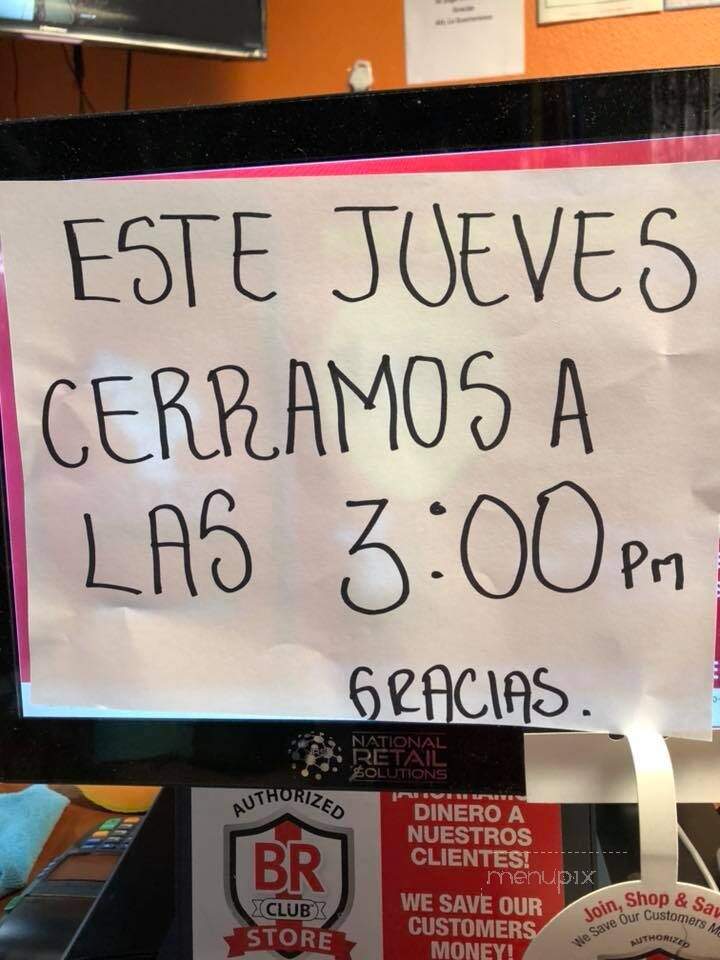 ESTE JUEVES
CERRAMOS A
LAS 3:00 PM
GRACIAS.
NATIONAL
RETAIL
SOLUTIONS
AUTHORIZED
BR
CLUB
STORE
DINERO A
NUESTROS
CLIENTES!
WE SAVE OUR
CUSTOMERS
MONEY!
menupix
Join, Shop &
We Save Our Customers
AUTHORIZED